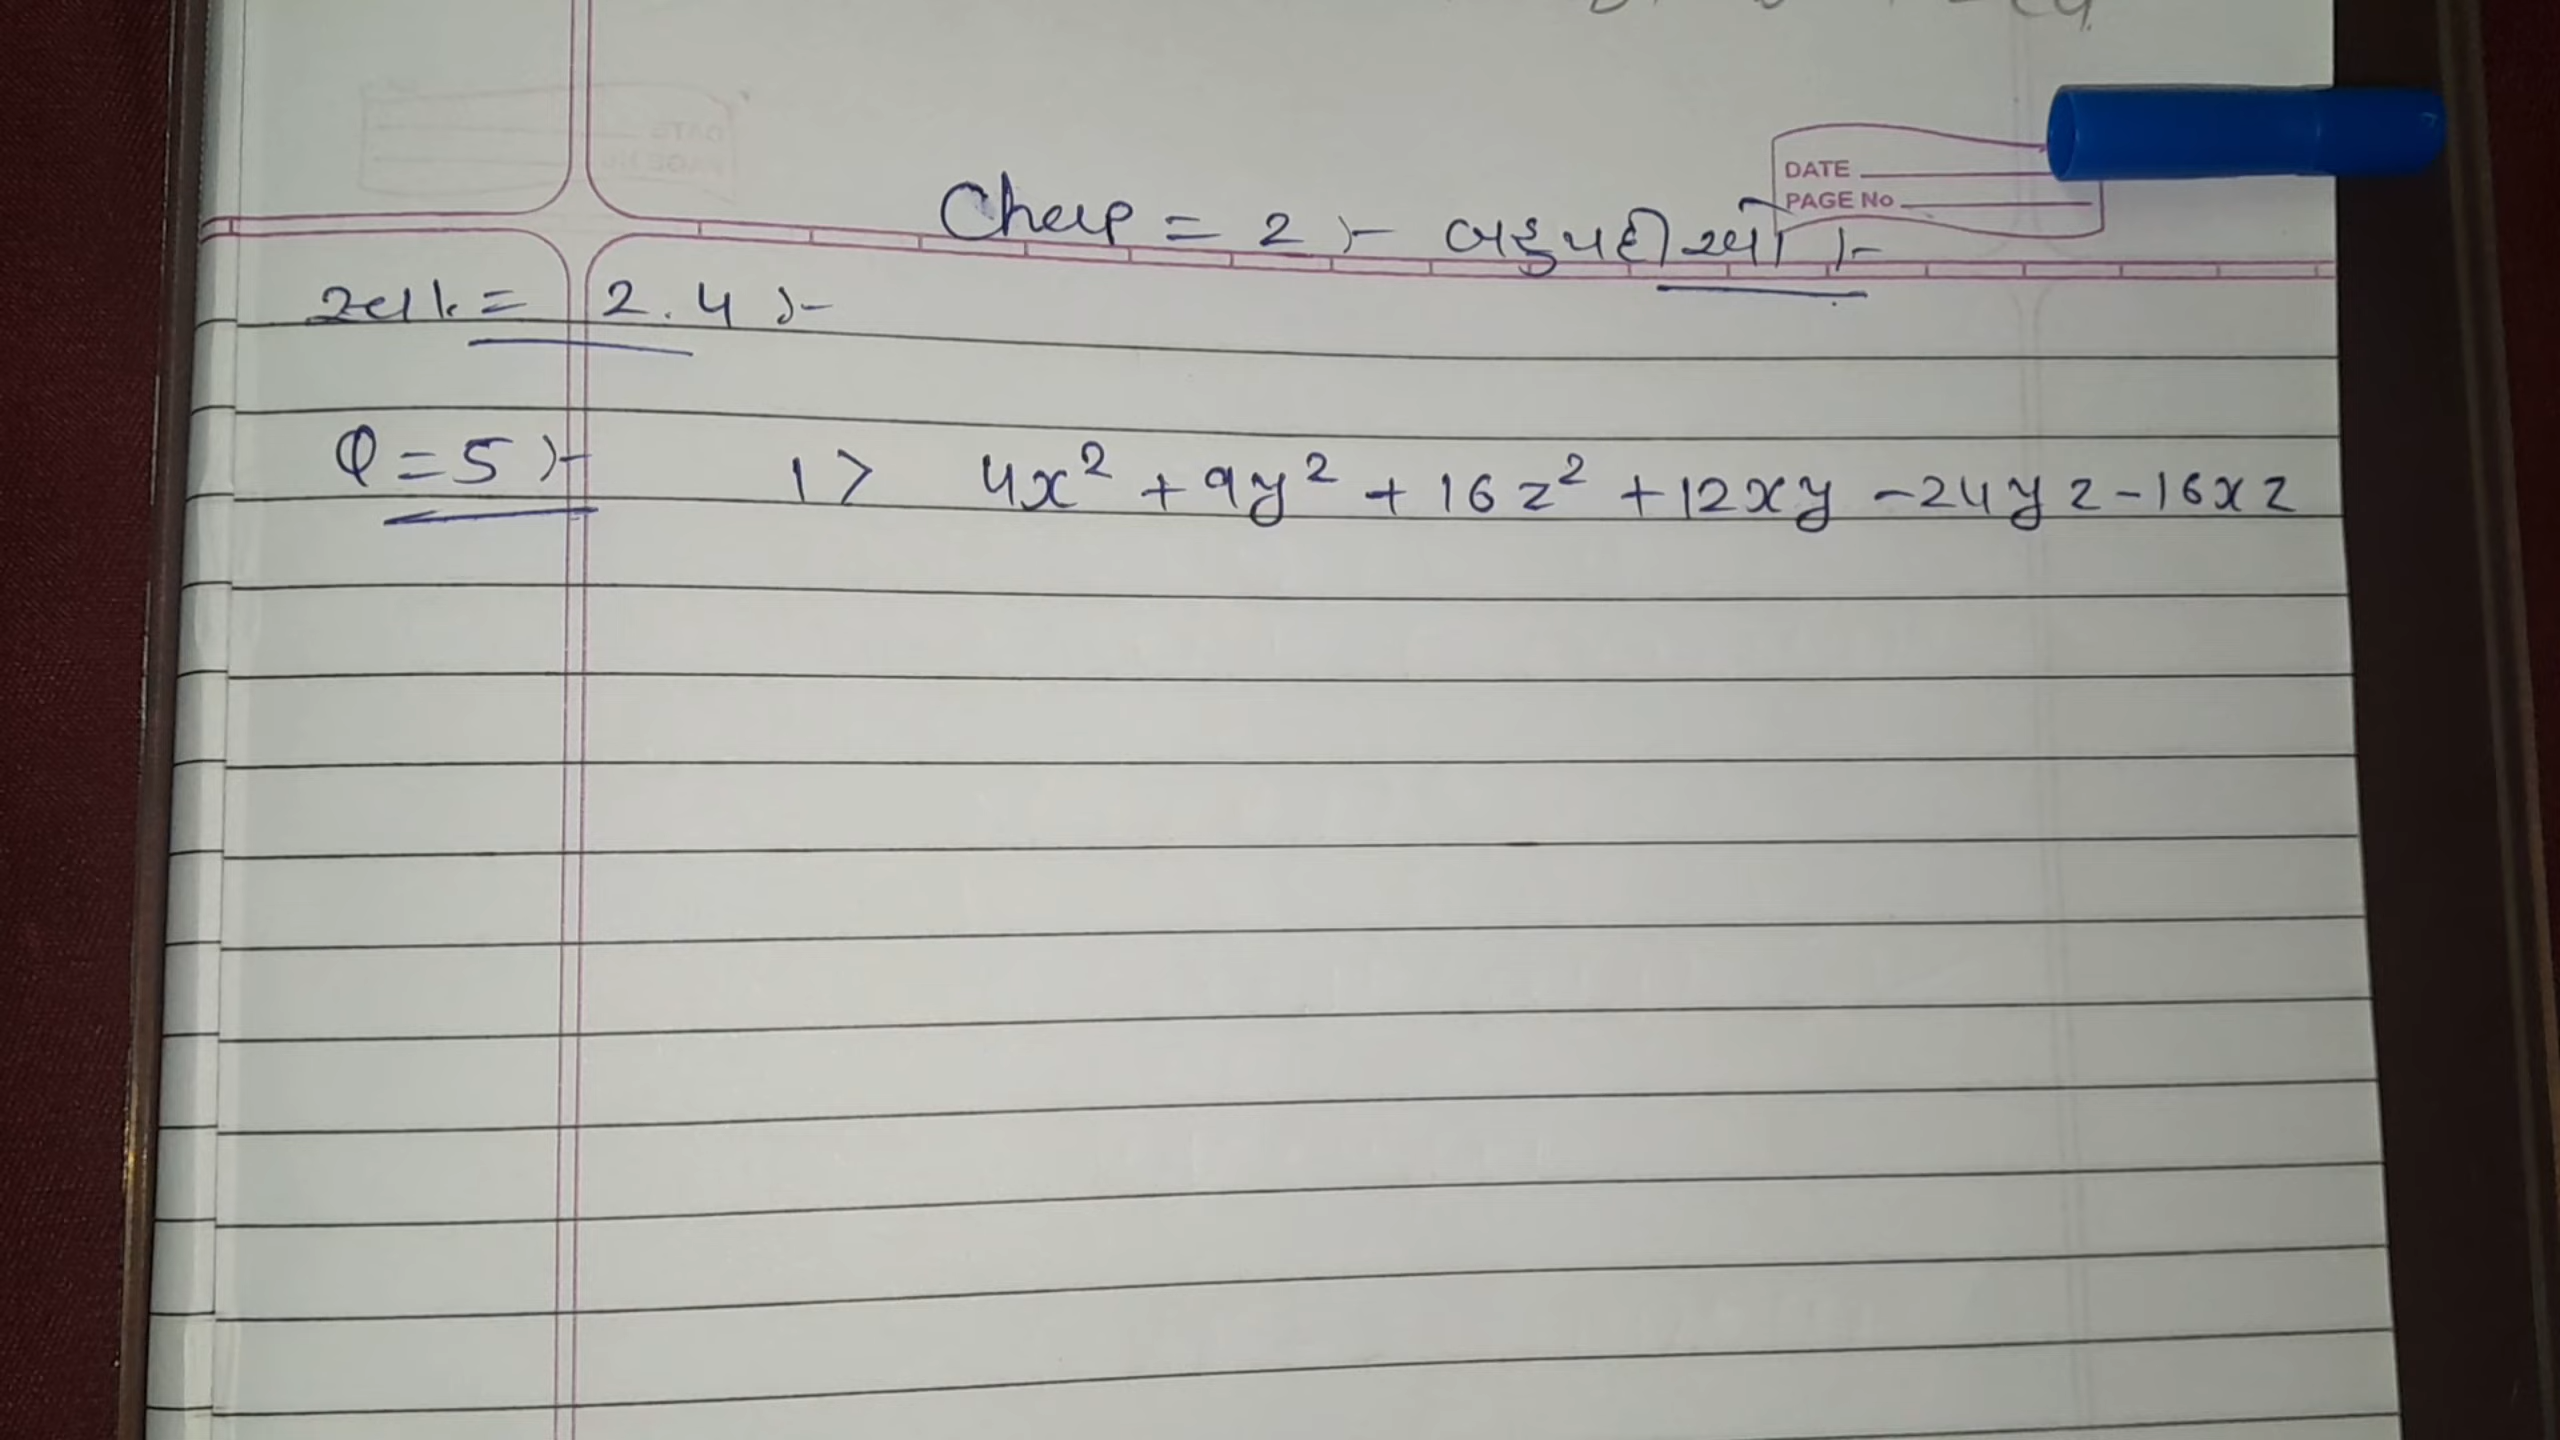 DATE
PAGE No
Chap = 2 :- બહુપદીઓ :-
2.4 :-
Q = 5 :- 1> 4x² + 9y² + 16z² + 12xy - 24yz - 16xz